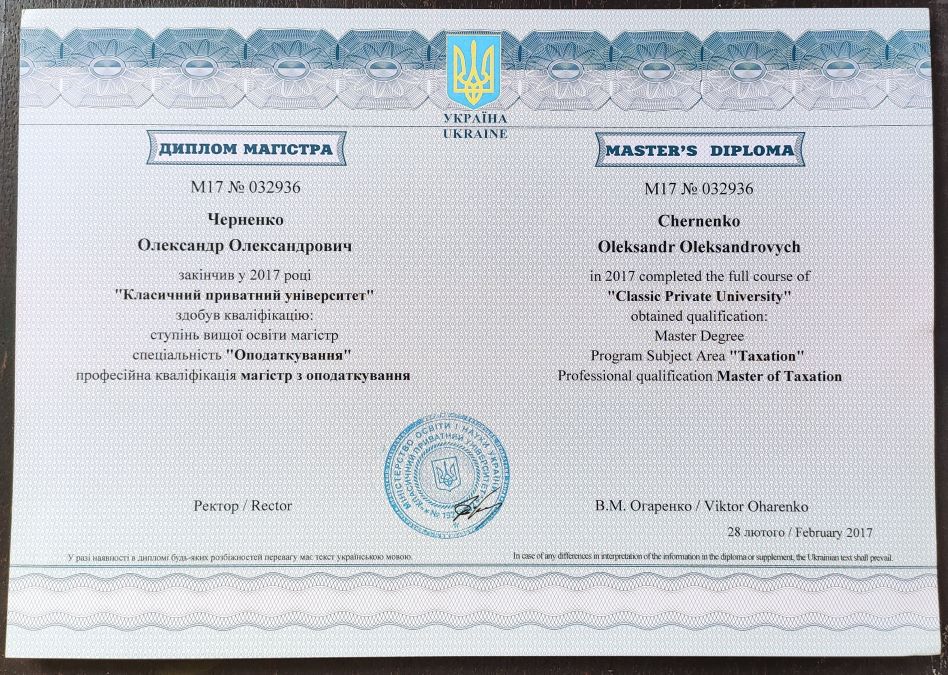 УКРАЇНА
UKRAINE
ДИПЛОМ МАГІСТРА
М17 № 032936
Черненко
Олександр Олександрович
закінчив у 2017 році
"Класичний приватний університет"
здобув кваліфікацію:
ступінь вищої освіти магістр
спеціальність "Оподаткування"
професійна кваліфікація магістр з оподаткування
MASTER'S DIPLOMA
М17 № 032936
Chernenko
Oleksandr Oleksandrovych
in 2017 completed the full course of
"Classic Private University"
obtained qualification:
Master Degree
Program Subject Area "Taxation"
Professional qualification Master of Taxation
МІНІСТЕРСТВО ОСВІТИ І НАУКИ УКРАЇНИ
КЛАСИЧНИЙ ПРИВАТНИЙ УНІВЕРСИТЕТ
Ректор / Rector
В.М. Огаренко / Viktor Oharenko
28 лютого / February 2017
У разі наявності в дипломі будь-яких розбіжностей перевагу має текст українською мовою.
In case of any differences in interpretation of the information in the diploma or supplement, the Ukrainian text shall prevail.